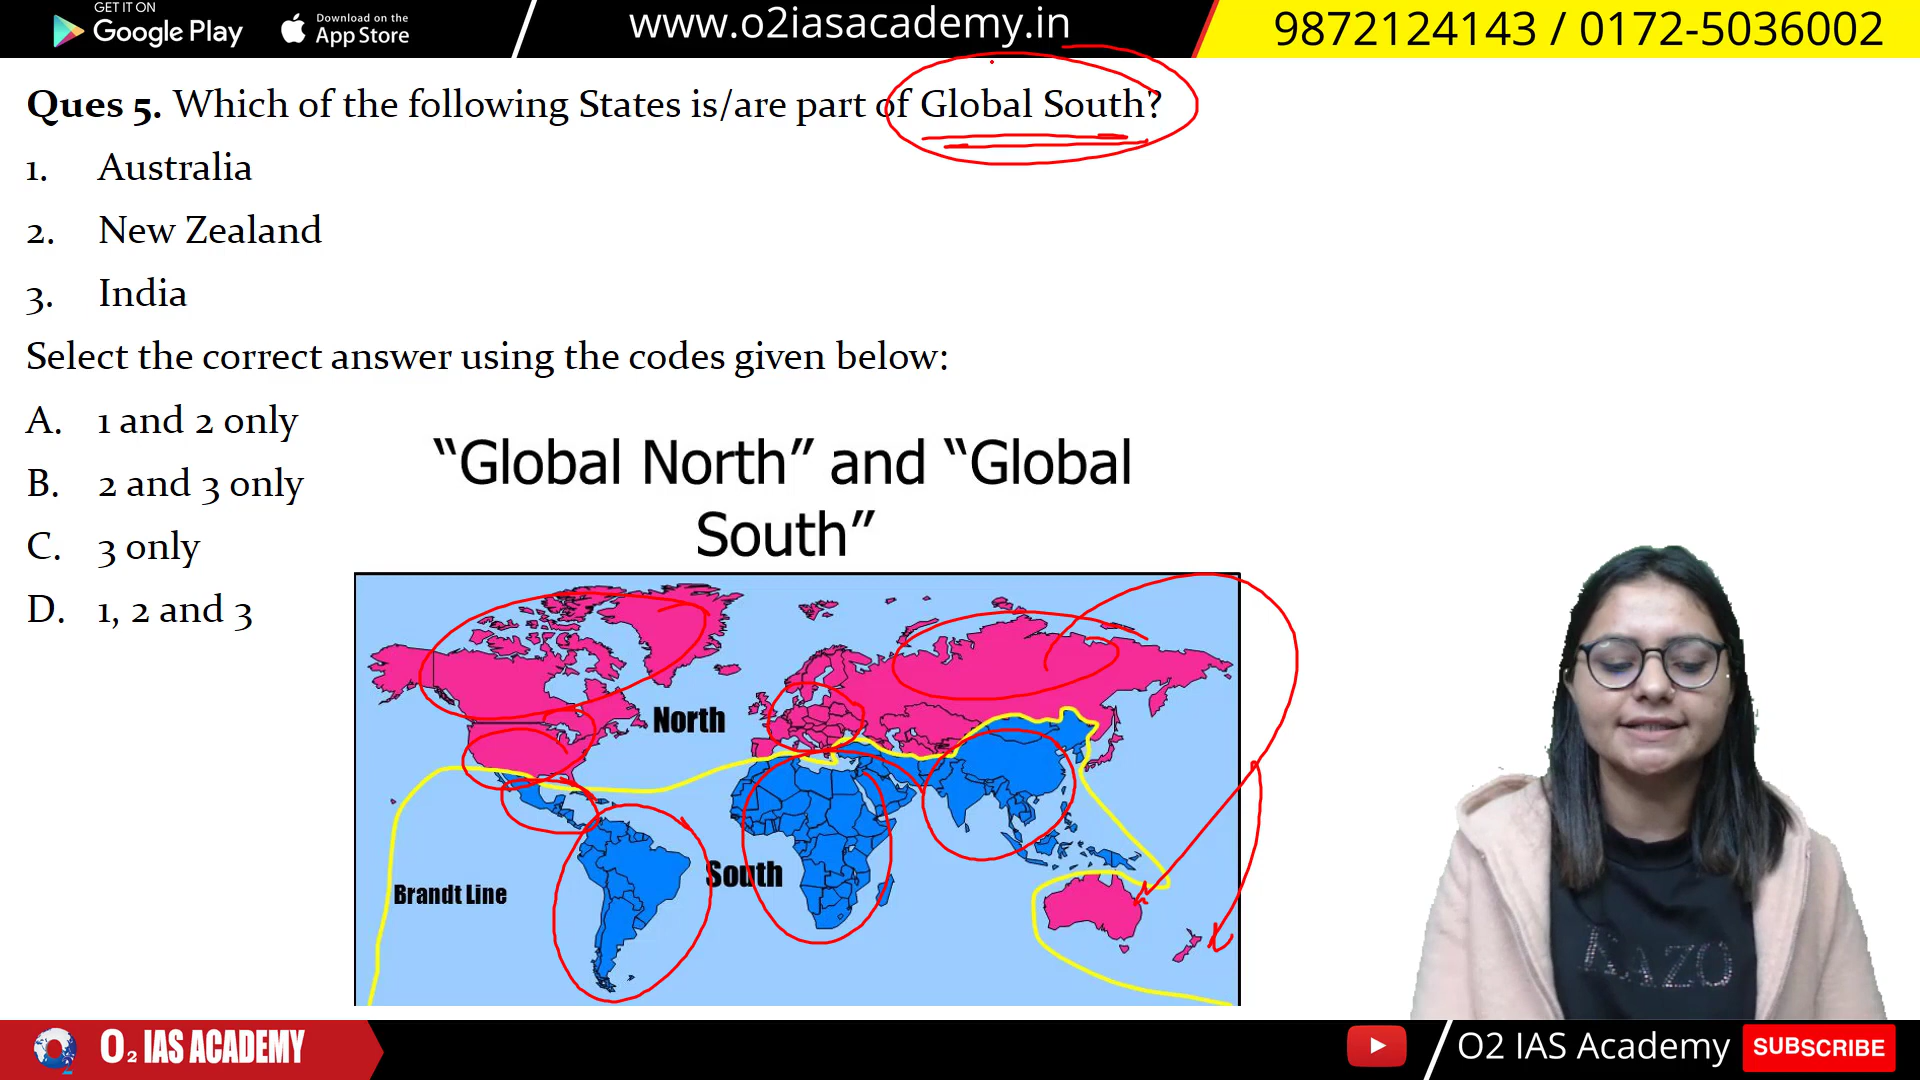 GET IT ON
Google Play
Download on the
App Store
www.o2iasacademy.in
9872124143 / 0172-5036002
Ques 5. Which of the following States is/are part of Global South?
1. Australia
2. New Zealand
3. India
Select the correct answer using the codes given below:
A. 1 and 2 only
B. 2 and 3 only
C. 3 only
D. 1, 2 and 3
“Global North” and “Global
South”
North
South
Brandt Line
KAZO
O2 IAS ACADEMY
O2 IAS Academy
SUBSCRIBE